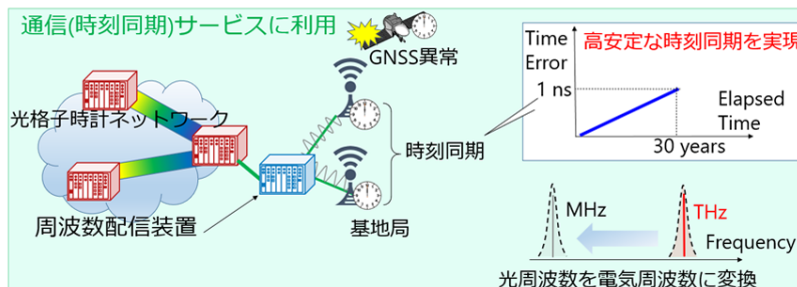 通信(時刻同期)サービスに利用
GNSS異常
光格子時計ネットワーク
周波数配信装置
基地局
時刻同期
高安定な時刻同期を実現
Time
Error
1 ns
Elapsed
Time
30 years
MHz
THz
Frequency
光周波数を電気周波数に変換